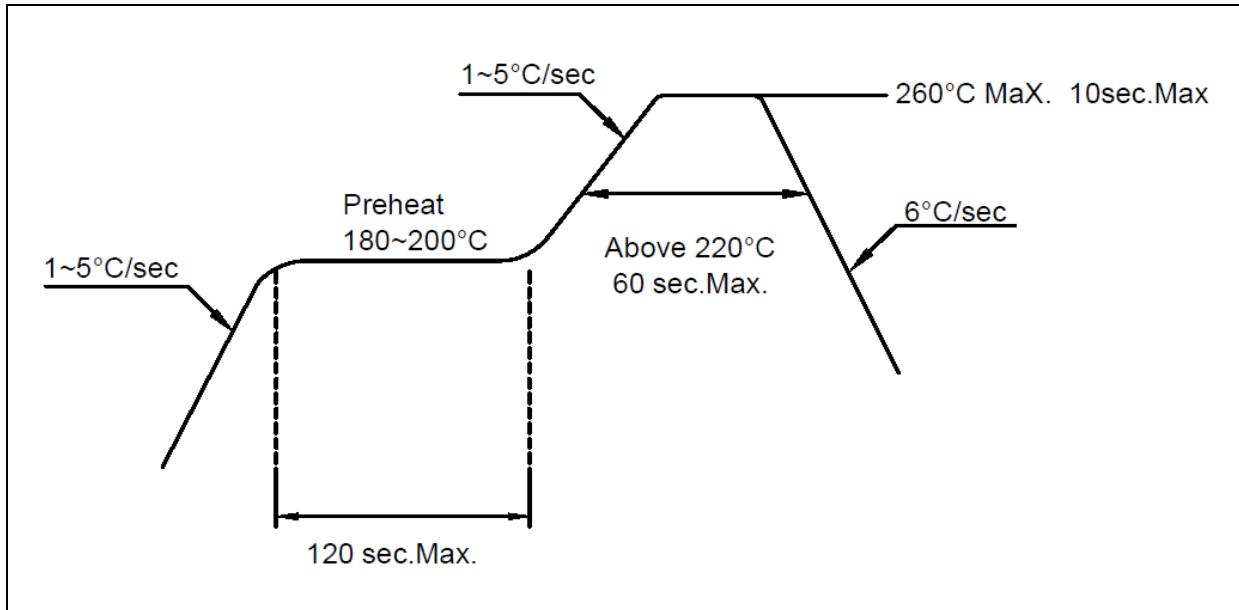 1~5°C/sec
260°C MaX. 10sec.Max
Preheat
180~200°C
6°C/sec
Above 220°C
60 sec.Max.
1~5°C/sec
120 sec.Max.